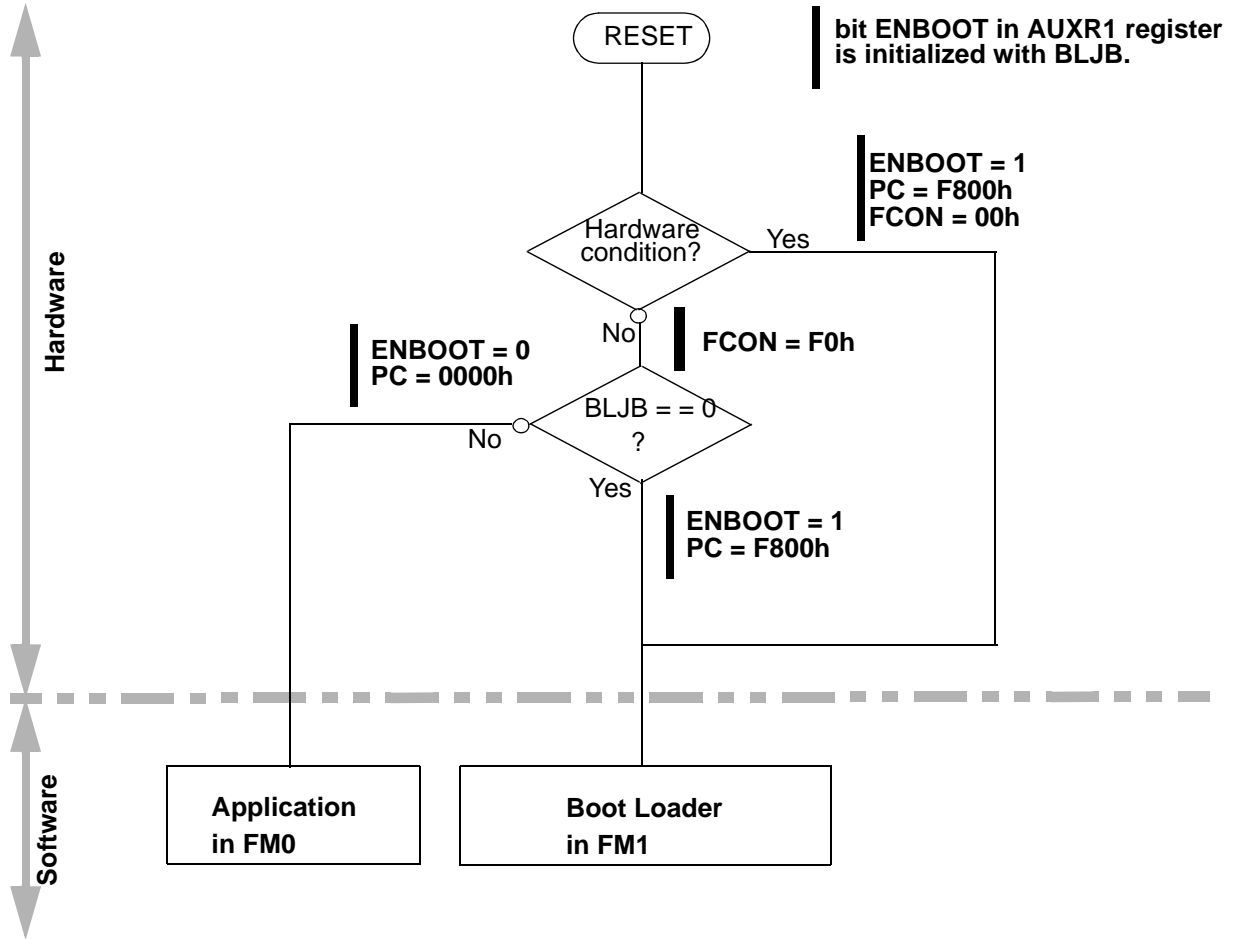 RESET
bit ENBOOT in AUXR1 register
is initialized with BLJB.
ENBOOT = 1
PC = F800h
FCON = 00h
Hardware
condition?
Yes
Hardware
No
FCON = F0h
ENBOOT = 0
PC = 0000h
BLJB = = 0
?
No
Yes
ENBOOT = 1
PC = F800h
Software
Application
in FM0
Boot Loader
in FM1